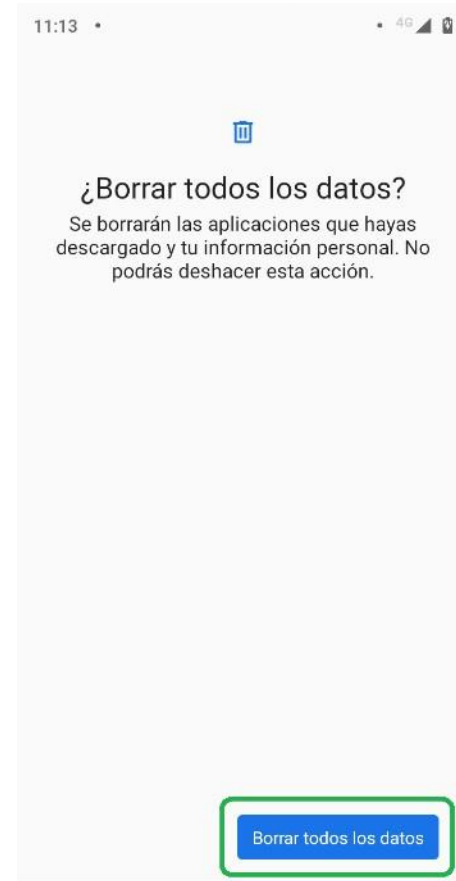 11:13
4G
¿Borrar todos los datos?
Se borrarán las aplicaciones que hayas
descargado y tu información personal. No
podrás deshacer esta acción.
Borrar todos los datos